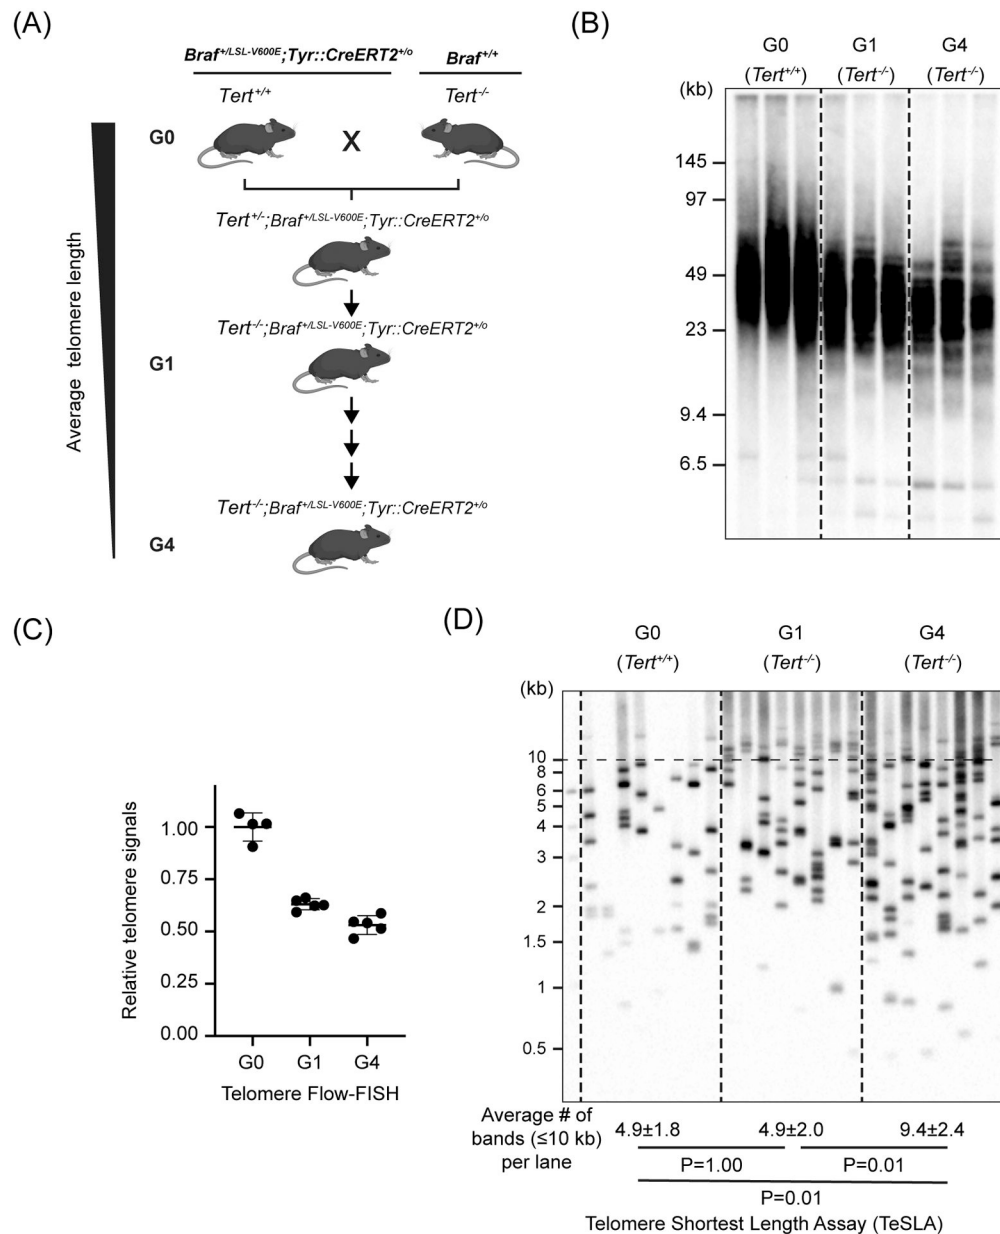 (A)
Braf+/LSL-V600E;Tyr::CreERT2+/o
Braf+/+
Tert+/+
Tert-/-
G0
X
Tert+/-;Braf+/LSL-V600E;Tyr::CreERT2+/o
Tert-/-;Braf+/LSL-V600E;Tyr::CreERT2+/o
G1
Tert-/-;Braf+/LSL-V600E;Tyr::CreERT2+/o
G4
Average telomere length
(B)
G0 G1 G4
(Tert+/+) (Tert-/-) (Tert-/-)
(kb)
145
97
49
23
9.4
6.5
(C)
Relative telomere signals
1.00
0.75
0.50
0.25
0.00
G0 G1 G4
Telomere Flow-FISH
(D)
G0 G1 G4
(Tert+/+) (Tert-/-) (Tert-/-)
(kb)
10
8
6
5
4
3
2
1.5
1
0.5
Average # of
bands (≤10 kb)
per lane
4.9±1.8 4.9±2.0 9.4±2.4
P=1.00 P=0.01
P=0.01
Telomere Shortest Length Assay (TeSLA)